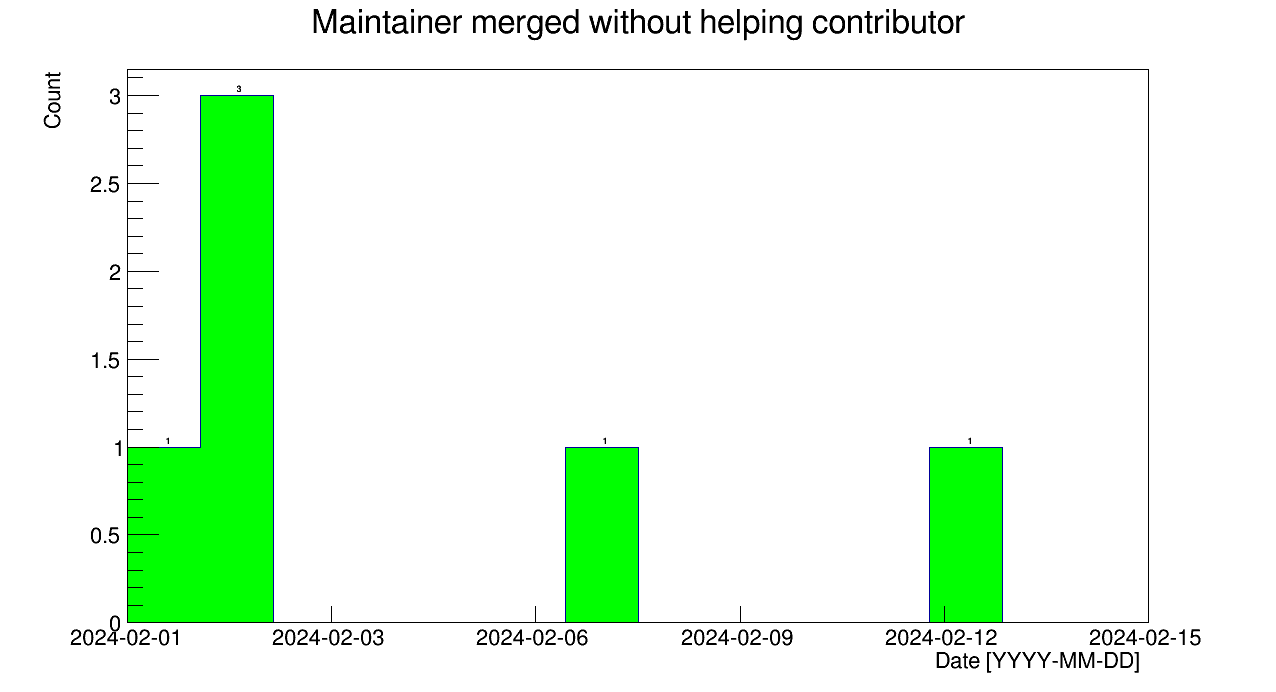 Maintainer merged without helping contributor
Count
3
2.5
2
1.5
1
0.5
0
1
3
1
1
2024-02-01 2024-02-03 2024-02-06 2024-02-09 2024-02-12 2024-02-15
Date [YYYY-MM-DD]